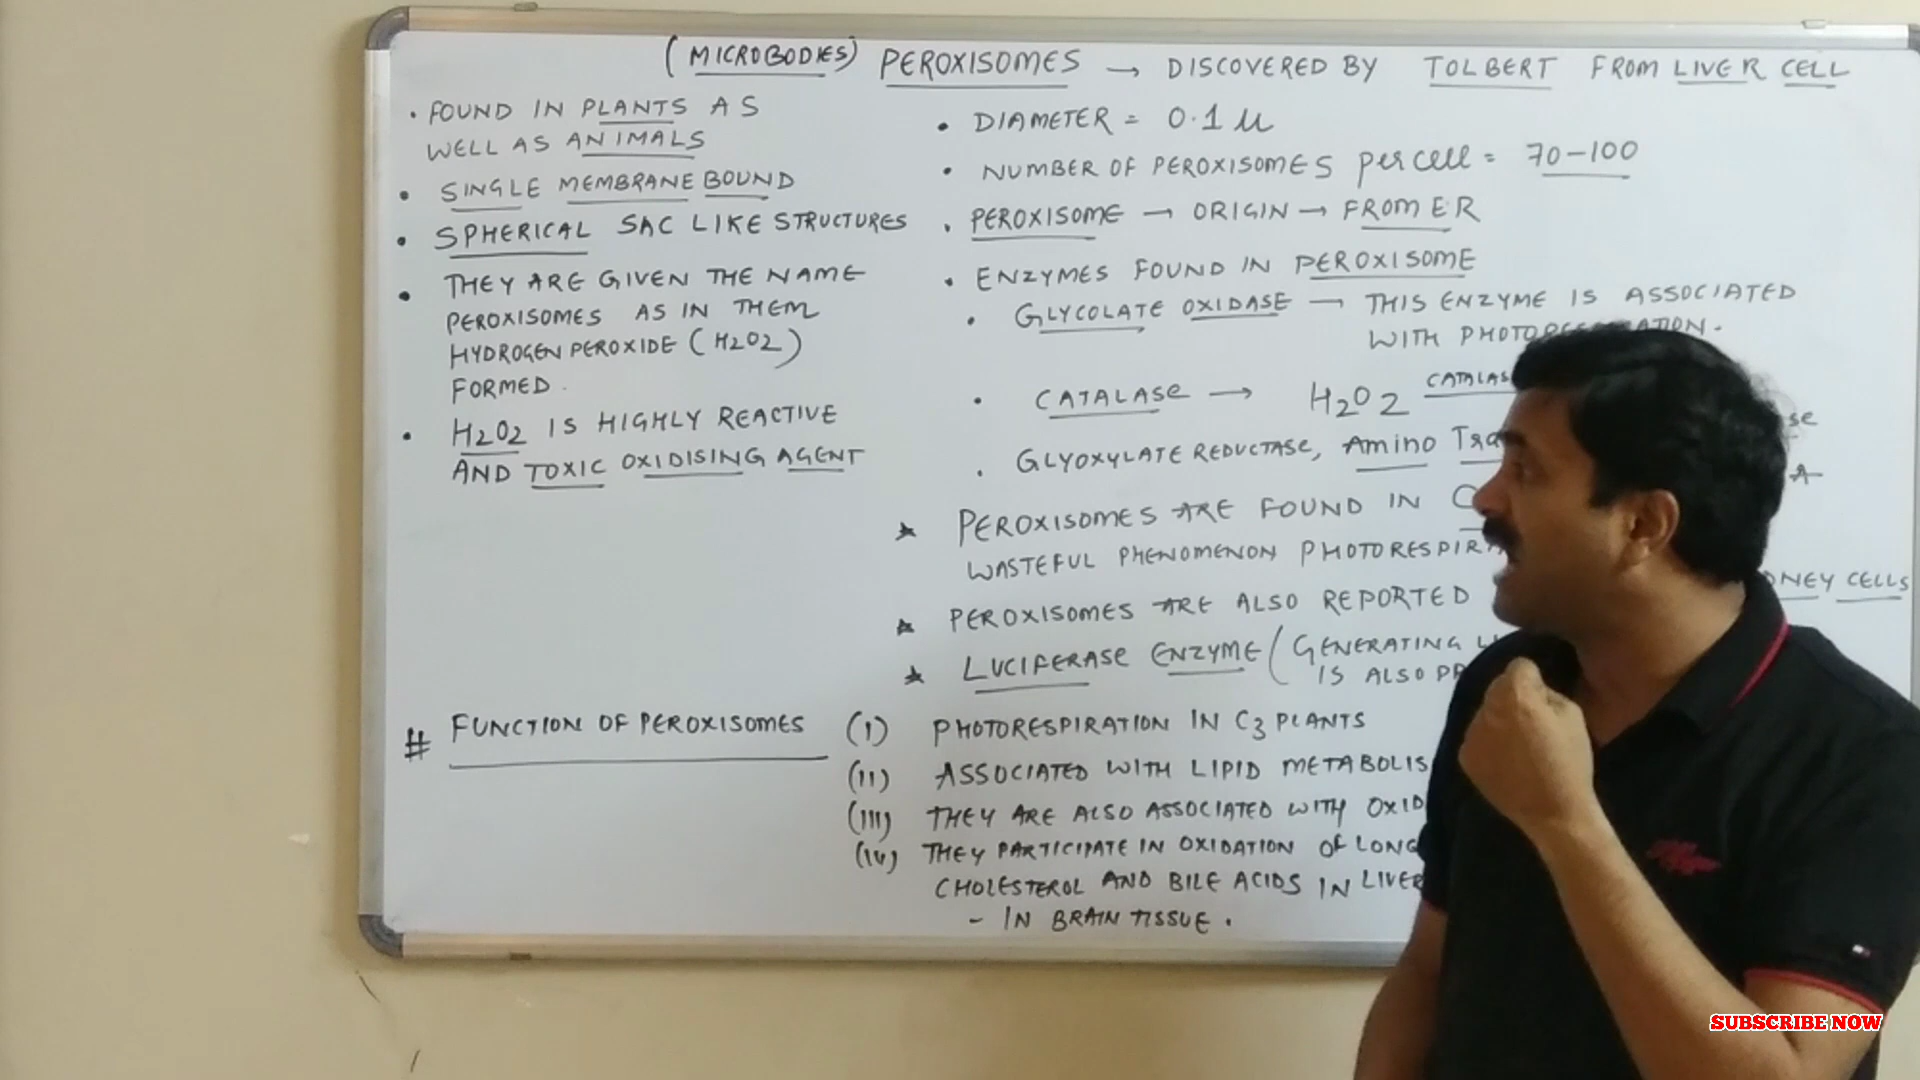 (MICROBODIES) PEROXISOMES → DISCOVERED BY TOLBERT FROM LIVER CELL
• FOUND IN PLANTS AS
WELL AS ANIMALS
• SINGLE MEMBRANE BOUND
• SPHERICAL SAC LIKE STRUCTURES
• THEY ARE GIVEN THE NAME
PEROXISOMES AS IN THEM
HYDROGEN PEROXIDE (H2O2)
FORMED.
• H2O2 IS HIGHLY REACTIVE
AND TOXIC OXIDISING AGENT
• DIAMETER = 0.1 μ
• NUMBER OF PEROXISOMES per cell = 70-100
• PEROXISOME → ORIGIN → FROM ER
• ENZYMES FOUND IN PEROXISOME
• GLYCOLATE OXIDASE → THIS ENZYME IS ASSOCIATED
WITH
• CATALASE → H2O2
• GLYOXYLATE REDUCTASE, Amino
★ PEROXISOMES ARE FOUND IN
WASTEFUL PHENOMENON
★ PEROXISOMES ARE ALSO REPORTED CELLS
★ LUCIFERASE ENZYME (GENERATING
IS ALSO
# FUNCTION OF PEROXISOMES (I) PHOTORESPIRATION IN C3 PLANTS
(II) ASSOCIATED WITH LIPID
(III) THEY ARE ALSO ASSOCIATED WITH
(IV) THEY PARTICIPATE IN OXIDATION OF LONG
CHOLESTEROL AND BILE ACIDS IN LIVER
- IN BRAIN TISSUE.
SUBSCRIBE NOW